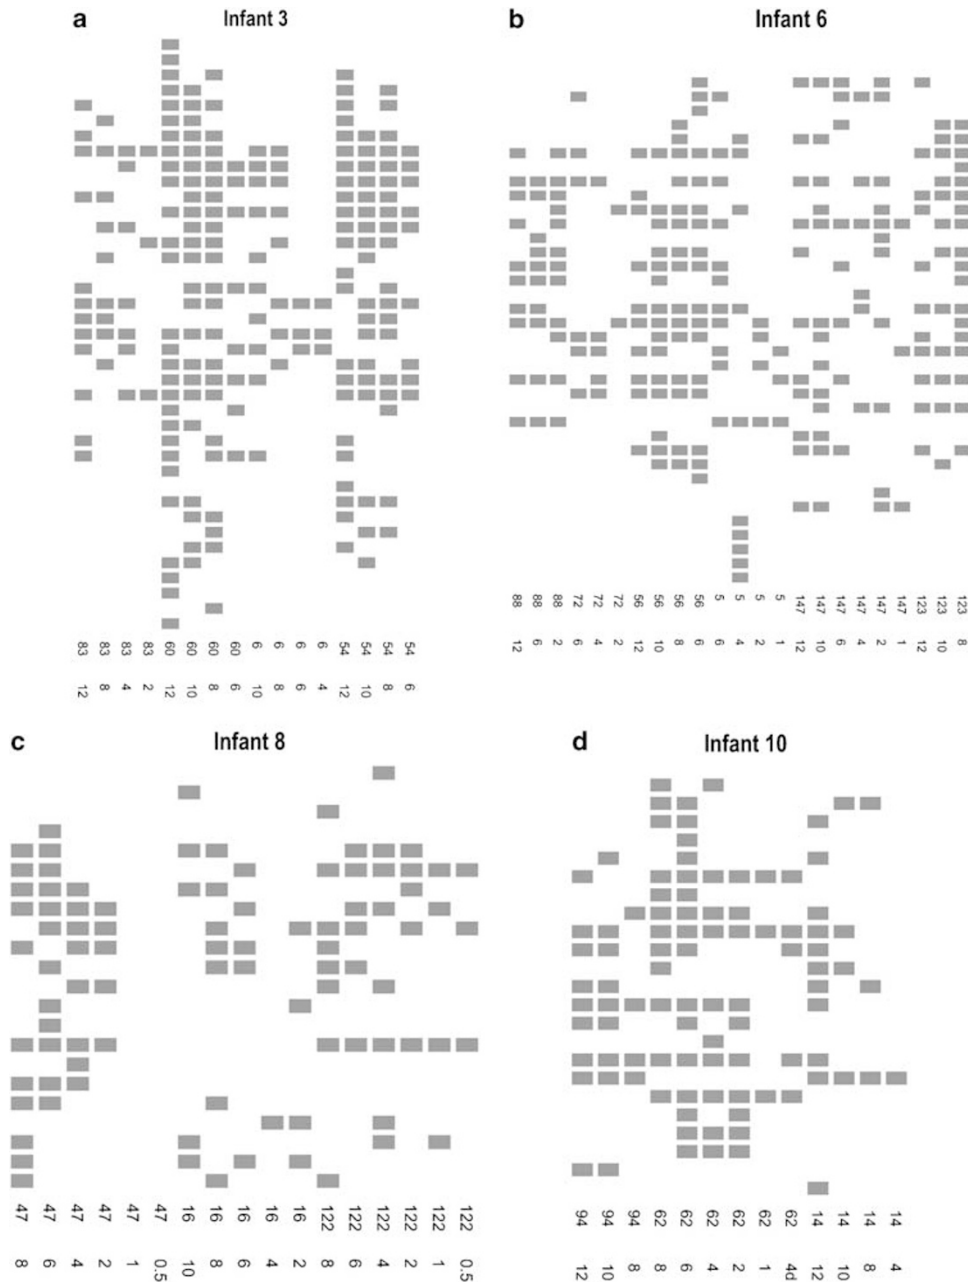 a Infant 3
83 83 83 83 60 60 60 60 6 6 6 6 54 54 54 54
12 8 4 2 12 10 8 6 10 8 6 4 12 10 8 6
b Infant 6
88 88 88 72 72 72 56 56 56 56 5 5 5 5 147 147 147 147 147 147 123 123 123
12 6 2 6 4 2 12 10 8 6 6 4 2 1 12 10 6 4 2 1 12 10 8
c Infant 8
47 47 47 47 47 47 16 16 16 16 16 122 122 122 122 122 122
8 6 4 2 1 0.5 10 8 6 4 2 8 6 4 2 1 0.5
d Infant 10
94 94 94 62 62 62 62 62 62 14 14 14 14
12 10 8 8 6 4 2 1 4d 12 10 8 4